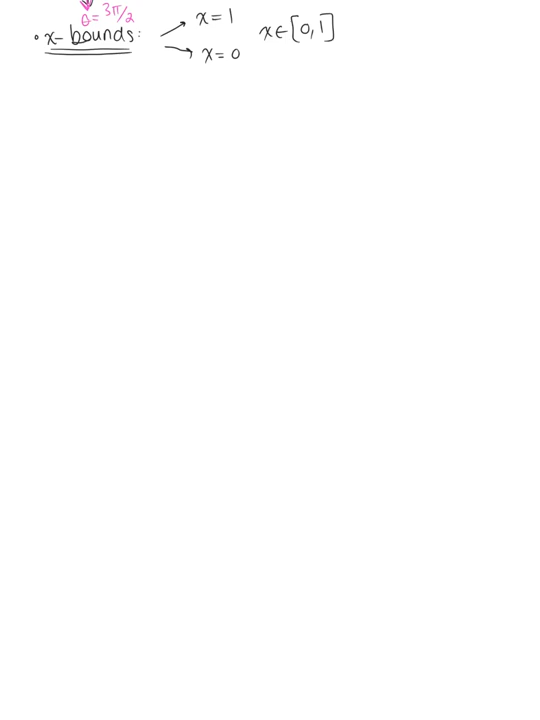 θ = 3π/2
• x- bounds: → x = 1 x ∈ [0,1]
→ x = 0